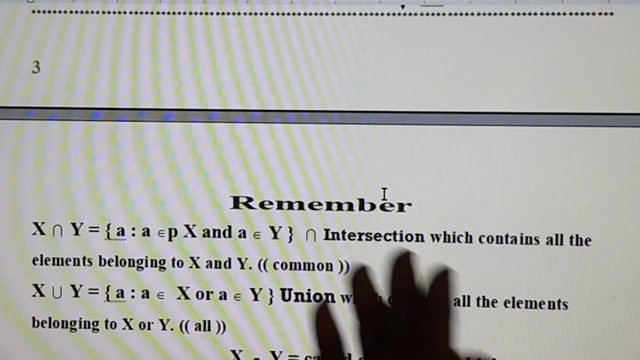 3
Remember
X ∩ Y = { a : a ∈p X and a ∈ Y } ∩ Intersection which contains all the
elements belonging to X and Y. (( common ))
X ∪ Y = { a : a ∈ X or a ∈ Y } Union all the elements
belonging to X or Y. (( all ))
X - Y =